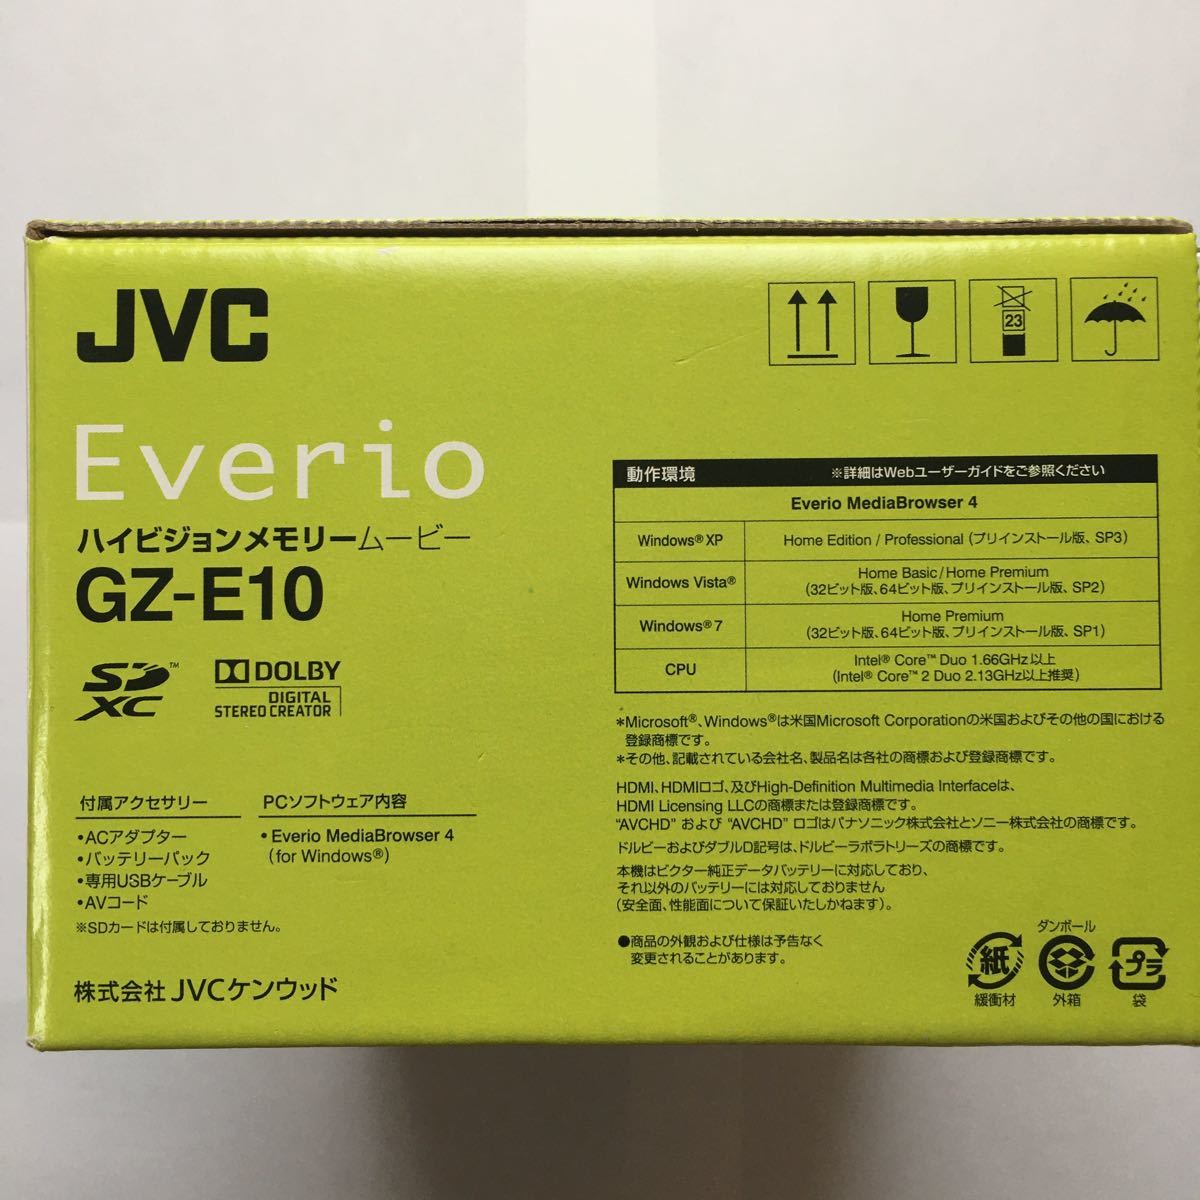 JVC
23
Everio
ハイビジョンメモリームービー
GZ-E10
SD XC™
DOLBY
DIGITAL
STEREO CREATOR
付属アクセサリー
・ACアダプター
・バッテリーパック
・専用USBケーブル
・AVコード
※SDカードは付属しておりません。
PCソフトウェア内容
・Everio MediaBrowser 4
(for Windows®)
株式会社 JVCケンウッド
動作環境 ※詳細はWebユーザーガイドをご参照ください
Everio MediaBrowser 4
Windows® XP Home Edition / Professional (プリインストール版、SP3)
Windows Vista® Home Basic/Home Premium
(32ビット版、64ビット版、プリインストール版、SP2)
Windows® 7 Home Premium
(32ビット版、64ビット版、プリインストール版、SP1)
CPU Intel® Core™ Duo 1.66GHz以上
(Intel® Core™ 2 Duo 2.13GHz以上推奨)
*Microsoft®、Windows®は米国Microsoft Corporationの米国およびその他の国における
登録商標です。
*その他、記載されている会社名、製品名は各社の商標および登録商標です。
HDMI、HDMIロゴ、及びHigh-Definition Multimedia Interfaceは、
HDMI Licensing LLCの商標または登録商標です。
"AVCHD" および "AVCHD" ロゴはパナソニック株式会社とソニー株式会社の商標です。
ドルビーおよびダブルD記号は、ドルビーラボラトリーズの商標です。
本機はビクター純正データバッテリーに対応しており、
それ以外のバッテリーには対応しておりません
(安全面、性能面について保証いたしかねます)。
●商品の外観および仕様は予告なく
変更されることがあります。
紙
緩衝材
ダンボール
外箱
プラ
袋